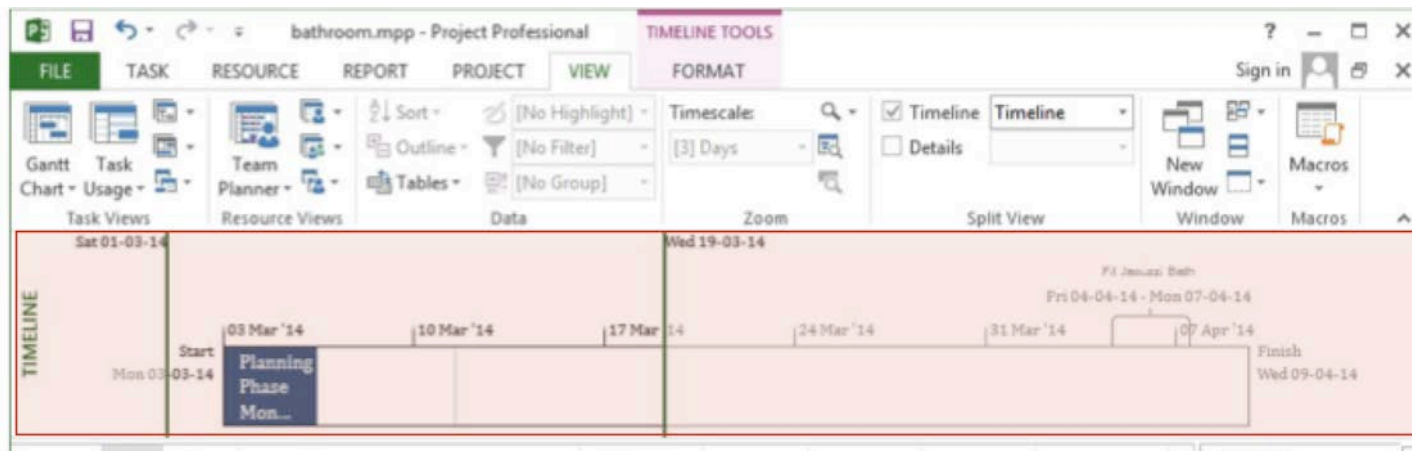 bathroom.mpp - Project Professional
TIMELINE TOOLS
?
FILE TASK RESOURCE REPORT PROJECT VIEW FORMAT Sign in
Gantt Chart
Task Usage
Task Views
Team Planner
Resource Views
Sort [No Highlight]
Outline [No Filter]
Tables [No Group]
Data
Timescale:
[3] Days
Zoom
Timeline Timeline
Details
Split View
New Window
Window
Macros
Macros
TIMELINE
Sat 01-03-14
Wed 19-03-14
Fri 04-04-14 - Mon 07-04-14
03 Mar '14 10 Mar '14 17 Mar '14 24 Mar '14 31 Mar '14 07 Apr '14
Start
Mon 03-03-14
Planning
Phase
Mon...
Finish
Wed 09-04-14